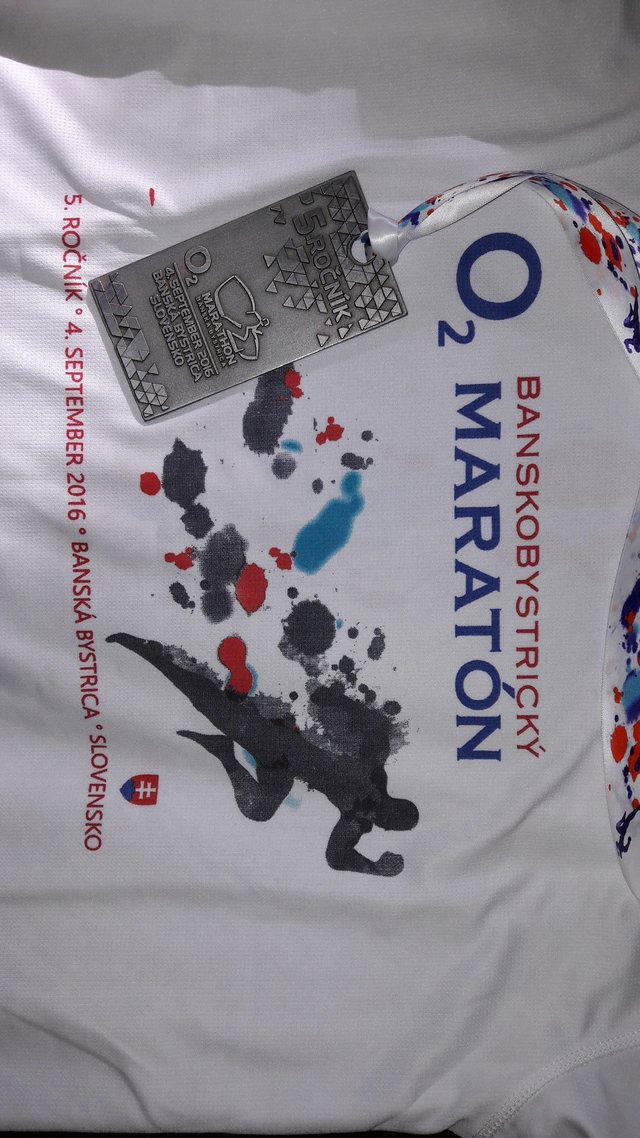 BANSKOBYSTRICKÝ
O2 MARATÓN
5. ROČNÍK
O2
MARATHON
4. SEPTEMBER 2016
BANSKÁ BYSTRICA
SLOVENSKO
5. ROČNÍK ° 4. SEPTEMBER 2016 ° BANSKÁ BYSTRICA ° SLOVENSKO